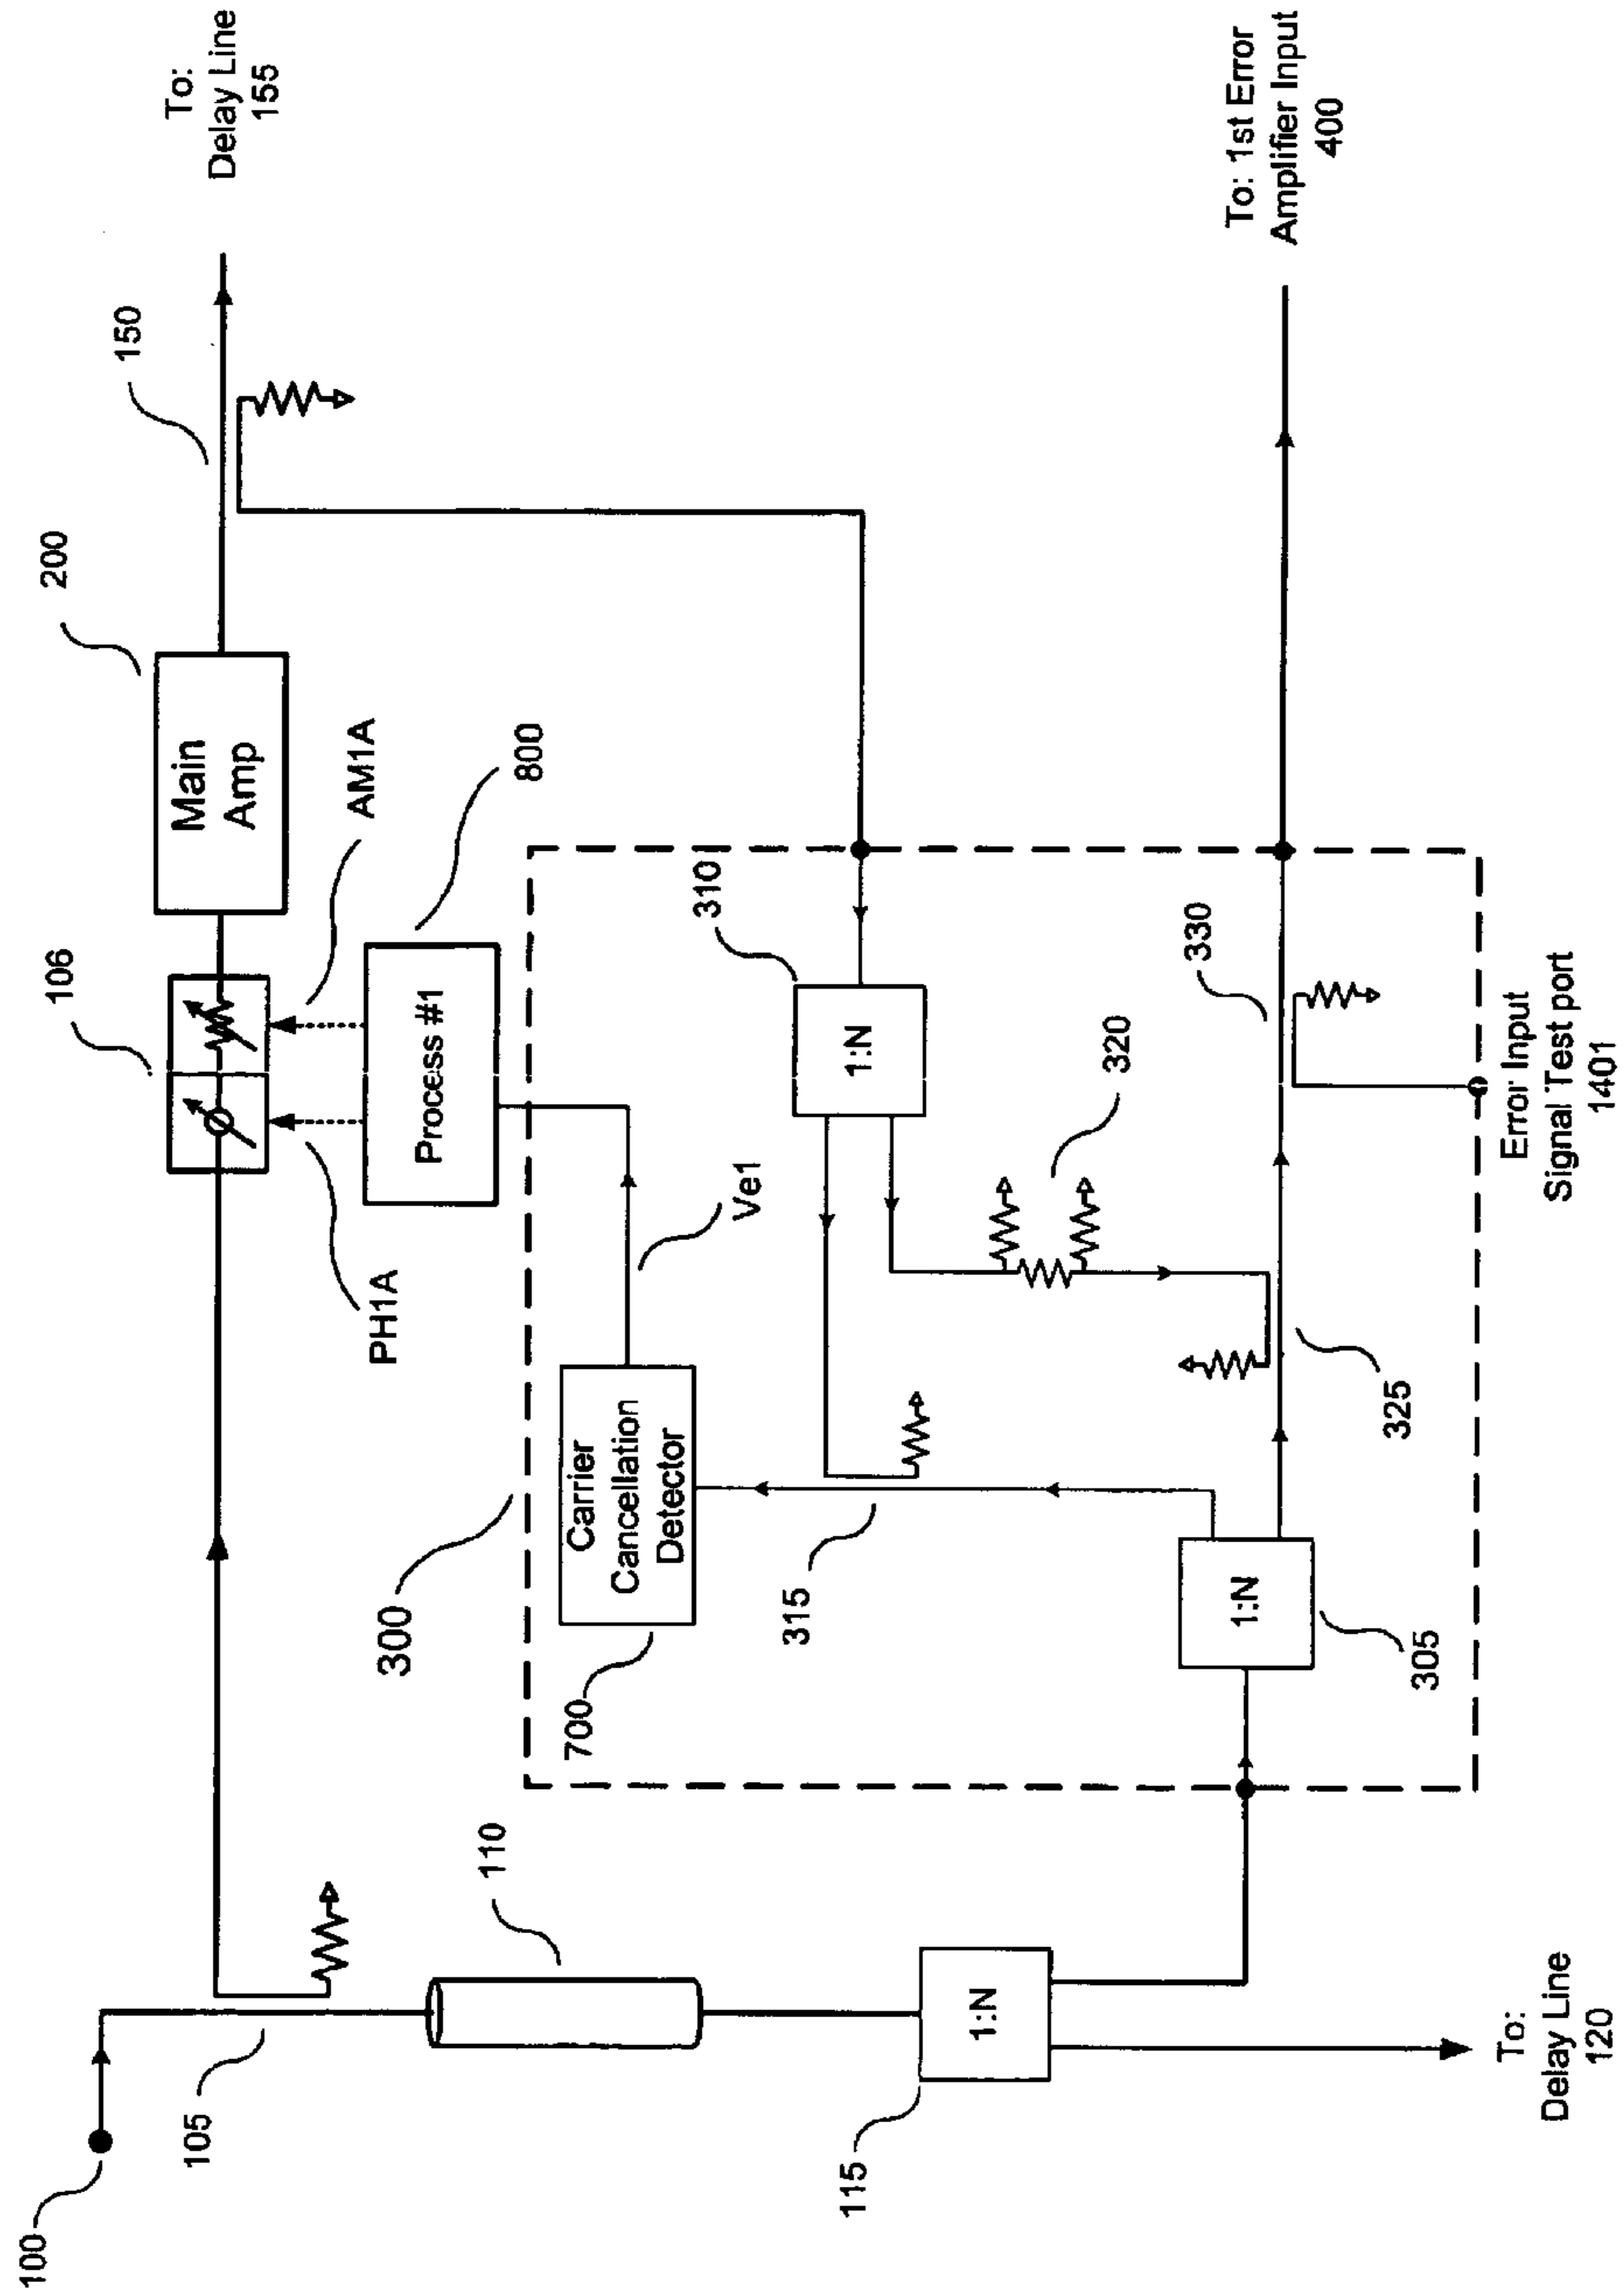 To:
Delay Line
155
150
200
Main
Amp
106
AM1A
PH1A
800
Process #1
Ve1
300
Carrier
Cancellation
Detector
700
310
1:N
320
315
325
330
1:N
305
To: 1st Error
Amplifier Input
400
Error Input
Signal Test port
1401
100
105
110
1:N
115
To:
Delay Line
120